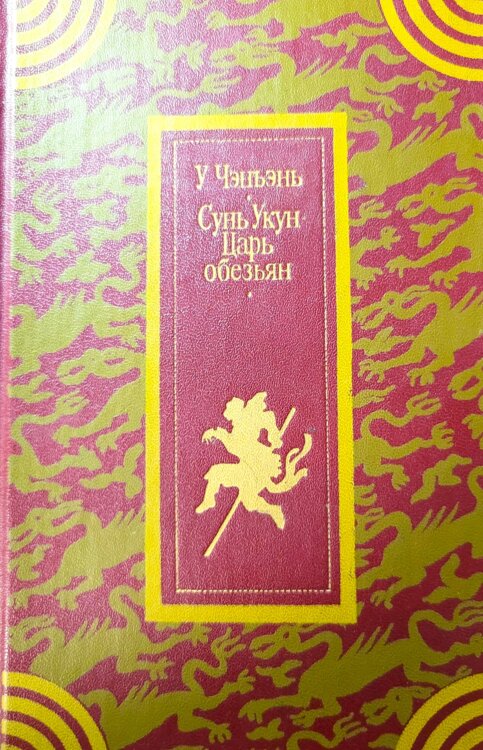 У Чэнъэнь
Сунь Укун
Царь
обезьян